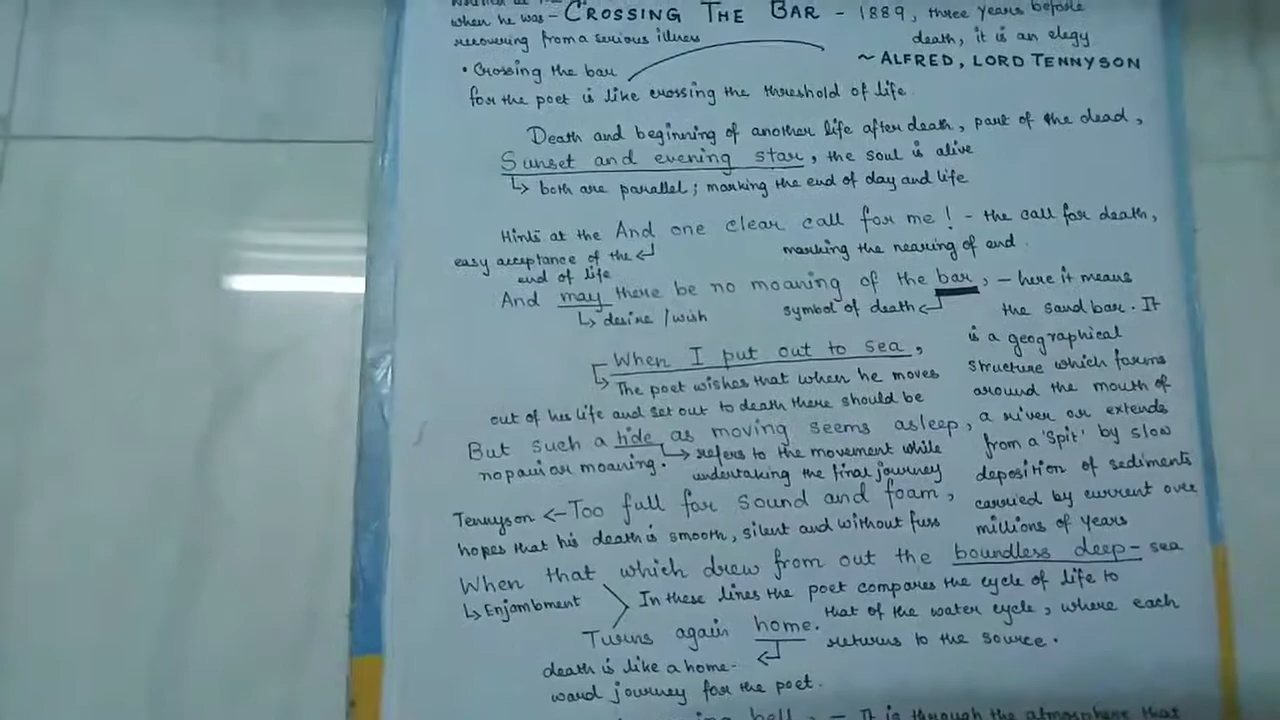 when he was - CROSSING THE BAR - 1889, three years before
recovering from a serious illness death, it is an elegy
~ ALFRED, LORD TENNYSON
• Crossing the bar
for the poet is like crossing the threshold of life
Death and beginning of another life after death, part of the dead,
Sunset and evening star, the soul is alive
↳ both are parallel; marking the end of day and life
Hints at the And one clear call for me! - the call for death,
easy acceptance of the marking the nearing of end
end of life
And may there be no moaning of the bar, - here it means
↳ desire / wish symbol of death the sand bar. It
When I put out to sea, is a geographical
↳ The poet wishes that when he moves structure which forms
out of his life and set out to death there should be around the mouth of
But such a tide as moving seems asleep, a river or extends
no pain or moaning. ↳ refers to the movement while from a 'spit' by slow
undertaking the final journey deposition of sediments
Tennyson ← Too full for sound and foam, carried by current over
hopes that his death is smooth, silent and without fuss millions of years
When that which drew from out the boundless deep - sea
↳ Enjambment In these lines the poet compares the cycle of life to
Turns again home. that of the water cycle, where each
returns to the source.
death is like a home-
ward journey for the poet.
bell, - It is through the atmosphere that